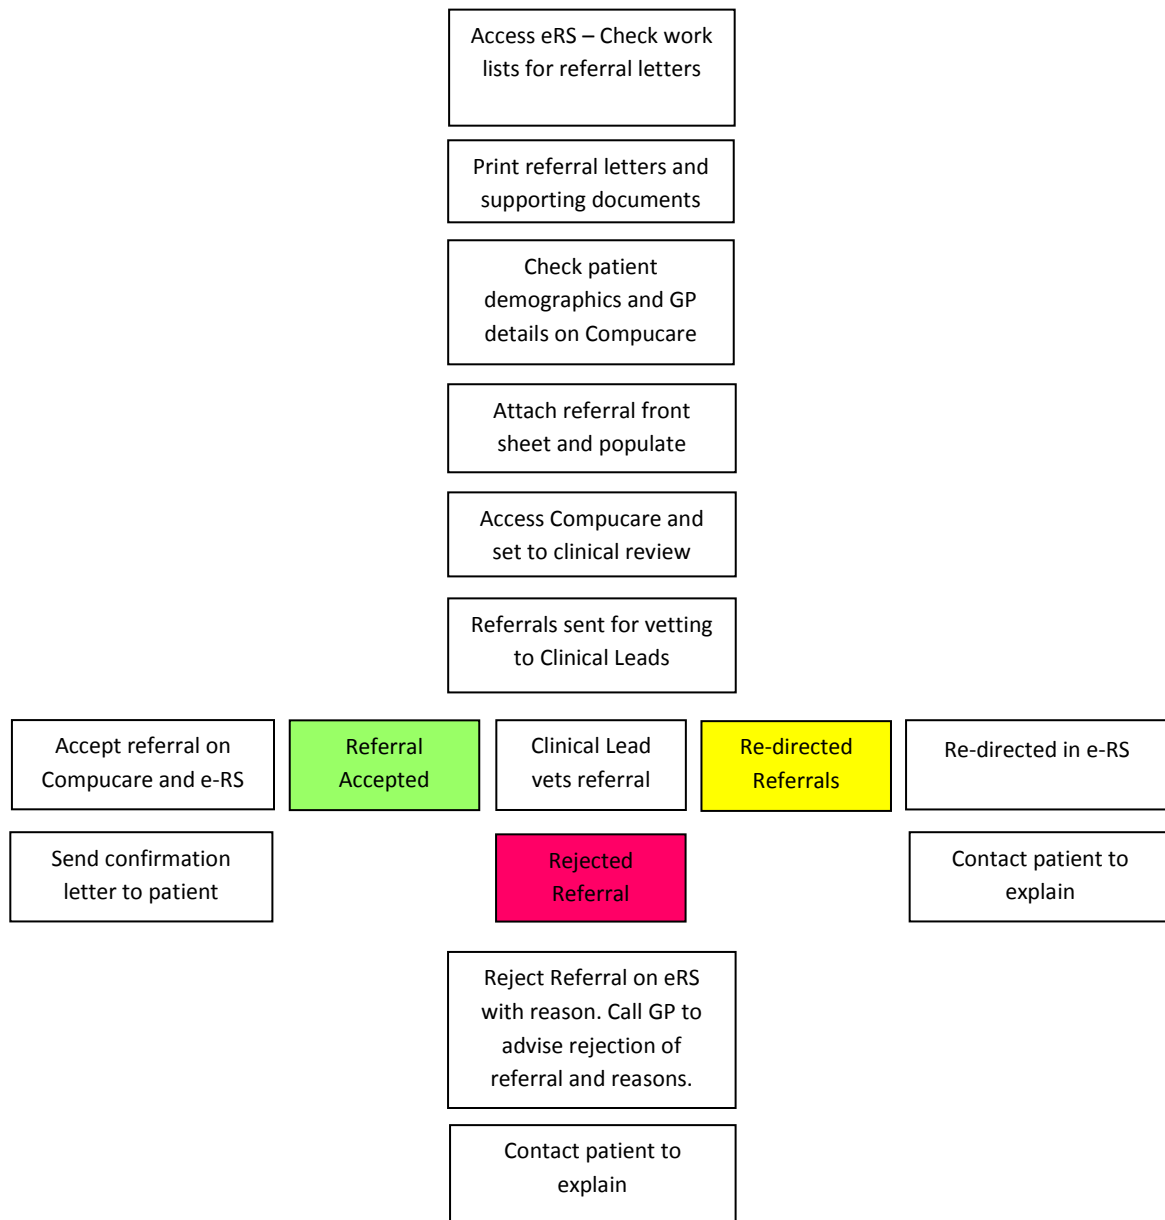 Access eRS – Check work
lists for referral letters
Print referral letters and
supporting documents
Check patient
demographics and GP
details on Compucare
Attach referral front
sheet and populate
Access Compucare and
set to clinical review
Referrals sent for vetting
to Clinical Leads
Accept referral on
Compucare and e-RS
Referral
Accepted
Clinical Lead
vets referral
Re-directed
Referrals
Re-directed in e-RS
Send confirmation
letter to patient
Rejected
Referral
Contact patient to
explain
Reject Referral on eRS
with reason. Call GP to
advise rejection of
referral and reasons.
Contact patient to
explain